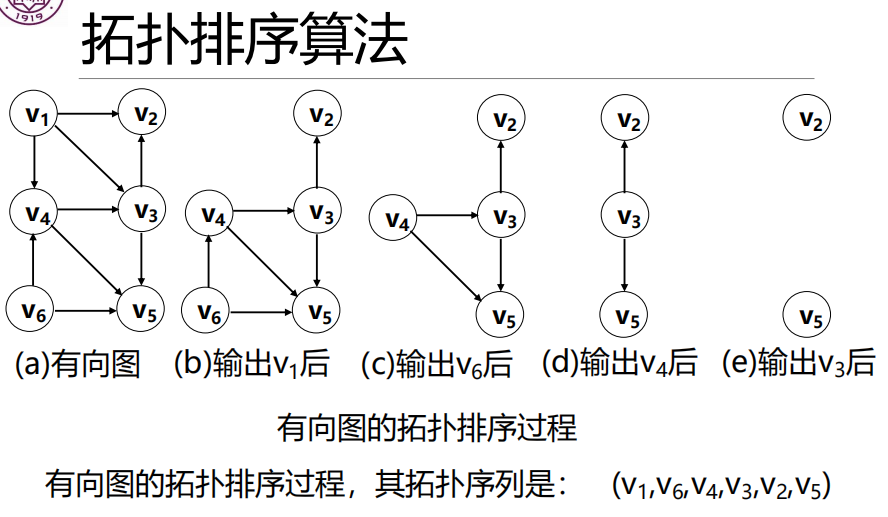 1919
拓扑排序算法
v₁ v₂ v₂ v₂ v₂ v₂
v₄ v₃ v₄ v₃ v₄ v₃ v₃
v₆ v₅ v₆ v₅ v₅ v₅ v₅
(a)有向图 (b)输出v₁后 (c)输出v₆后 (d)输出v₄后 (e)输出v₃后
有向图的拓扑排序过程
有向图的拓扑排序过程，其拓扑序列是： (v₁,v₆,v₄,v₃,v₂,v₅)